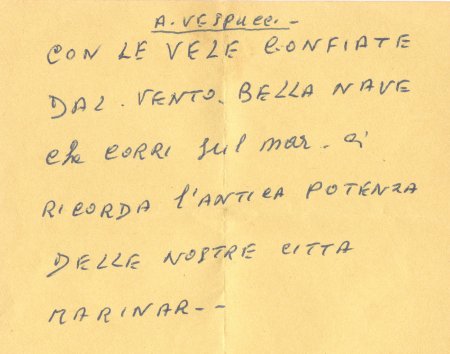 A. VESPUCCI. -
CON LE VELE GONFIATE
DAL. VENTO. BELLA NAVE
che CORRI sul mar. ci
RICORDA l'ANTICA POTENZA
DELLE NOSTRE CITTA
MARINAR. -